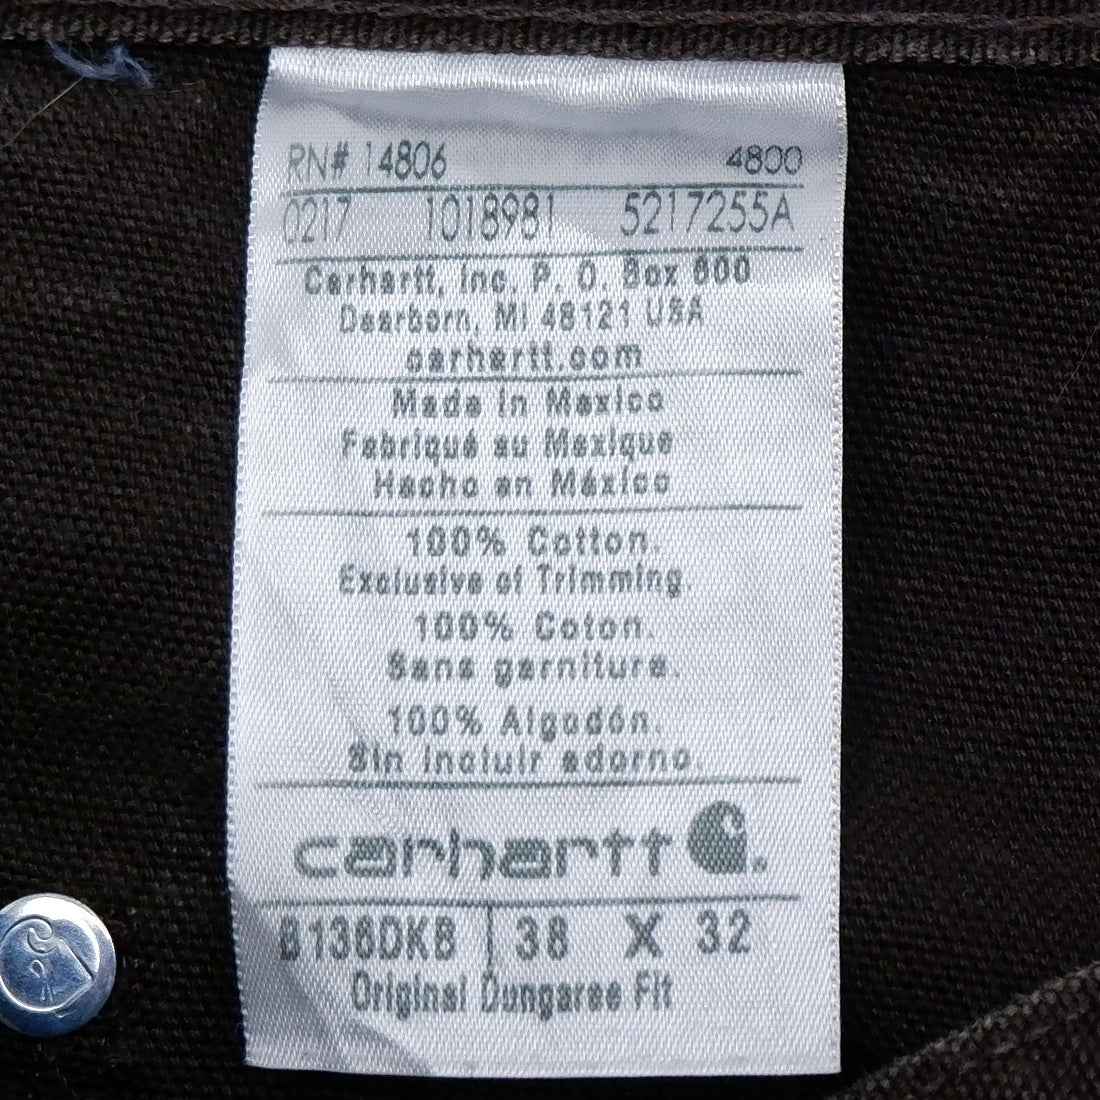 RN# 14806 4800
0217 1018981 5217255A
Carhartt, Inc. P. O. Box 600
Dearborn, MI 48121 USA
carhartt.com
Made in Mexico
Fabriqué au Mexique
Hecho en México
100% Cotton.
Exclusive of Trimming.
100% Coton.
Sans garniture.
100% Algodón.
Sin incluir adorno.
carhartt
B136DKB 38 X 32
Original Dungaree Fit